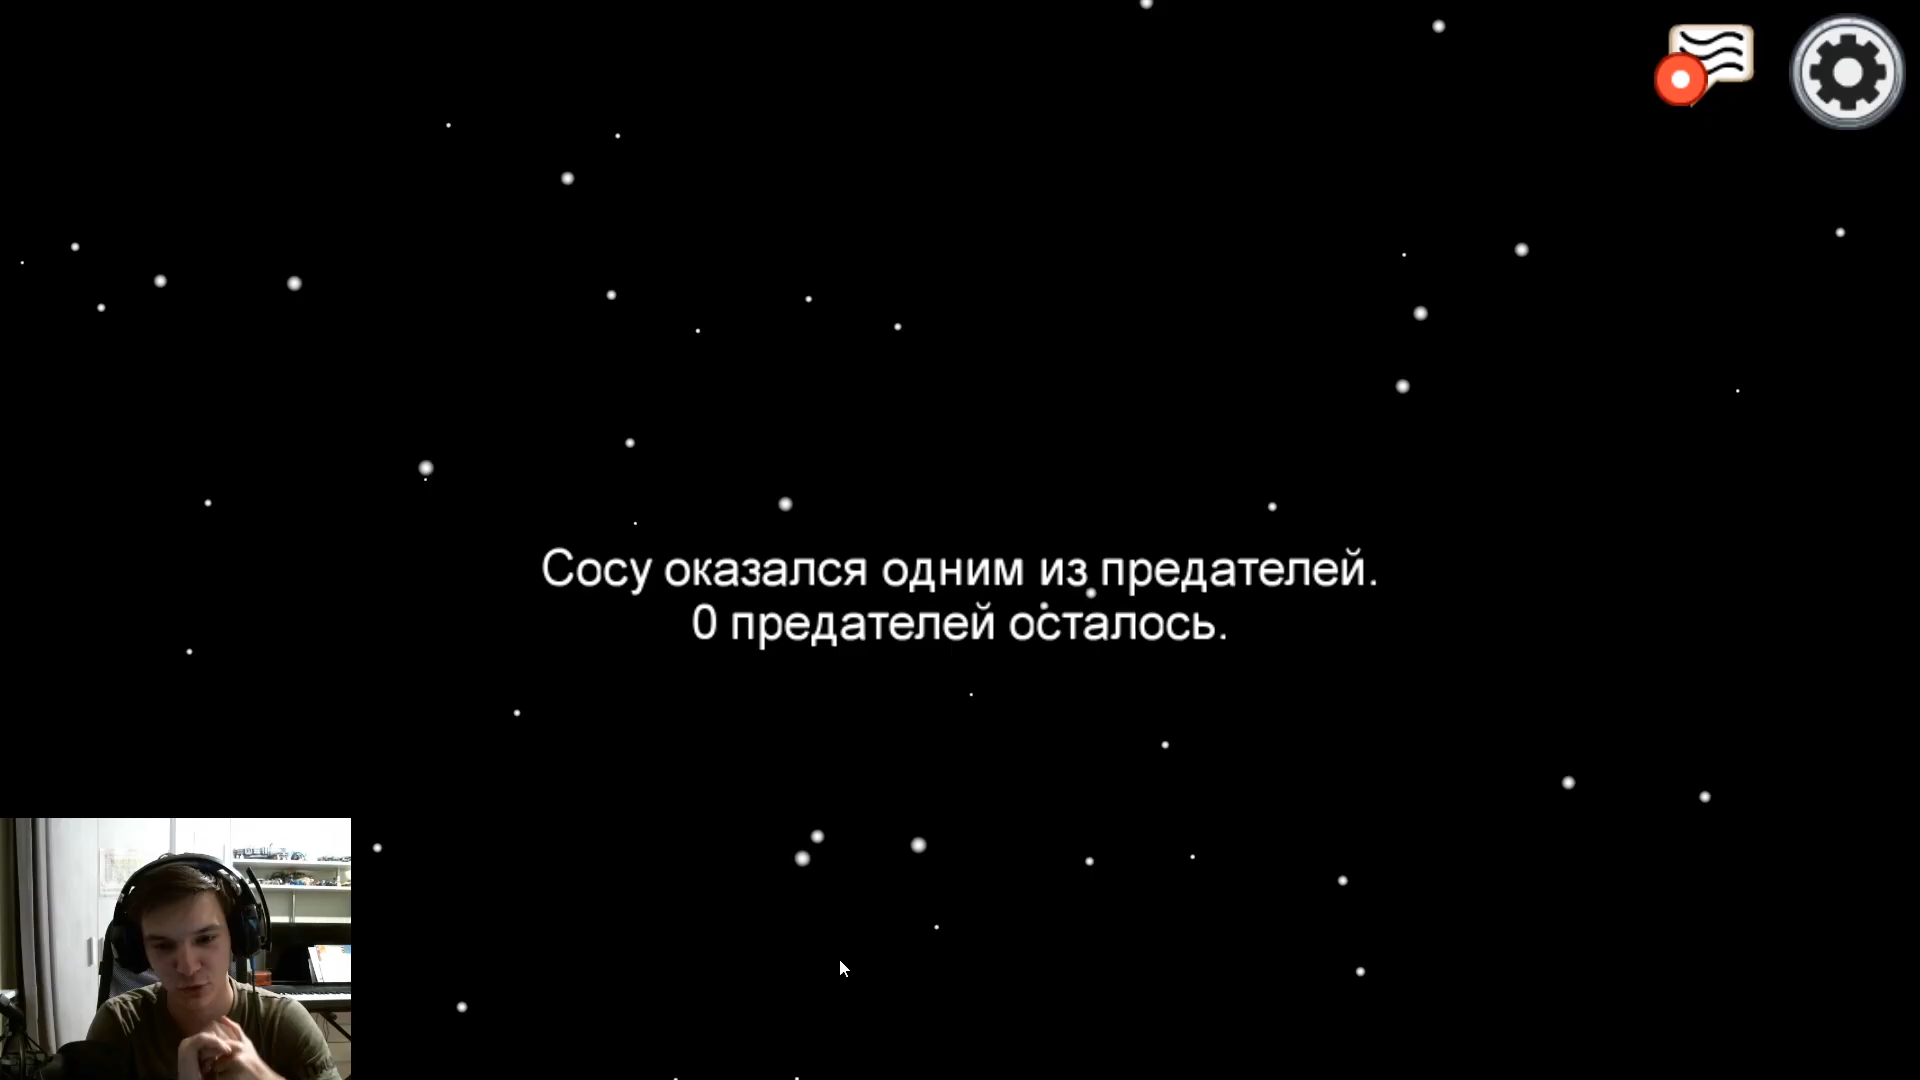 Сосу оказался одним из предателей.
0 предателей осталось.